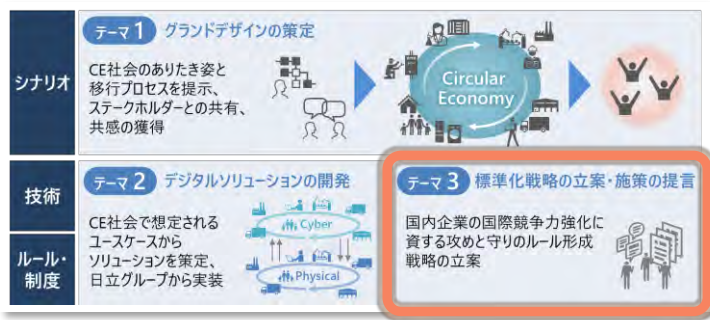 シナリオ
テーマ1 グランドデザインの策定
CE社会のありたき姿と
移行プロセスを提示、
ステークホルダーとの共有、
共感の獲得
Circular
Economy
技術
ルール・
制度
テーマ2 デジタルソリューションの開発
CE社会で想定される
ユースケースから
ソリューションを策定、
日立グループから実装
Cyber
Physical
テーマ3 標準化戦略の立案・施策の提言
国内企業の国際競争力強化に
資する攻めと守りのルール形成
戦略の立案